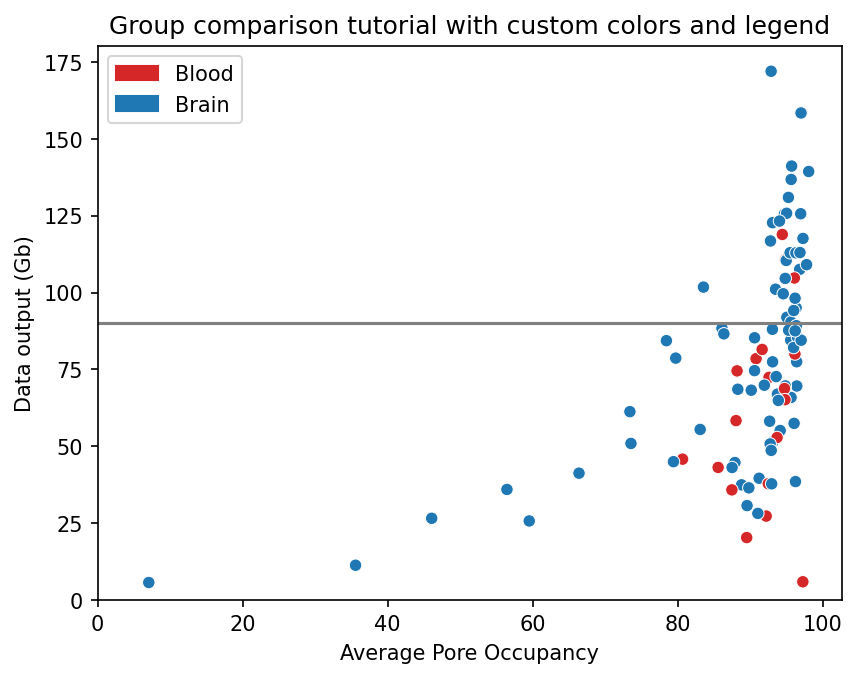 Group comparison tutorial with custom colors and legend
175
150
125
100
75
50
25
0
Data output (Gb)
Blood
Brain
0 20 40 60 80 100
Average Pore Occupancy